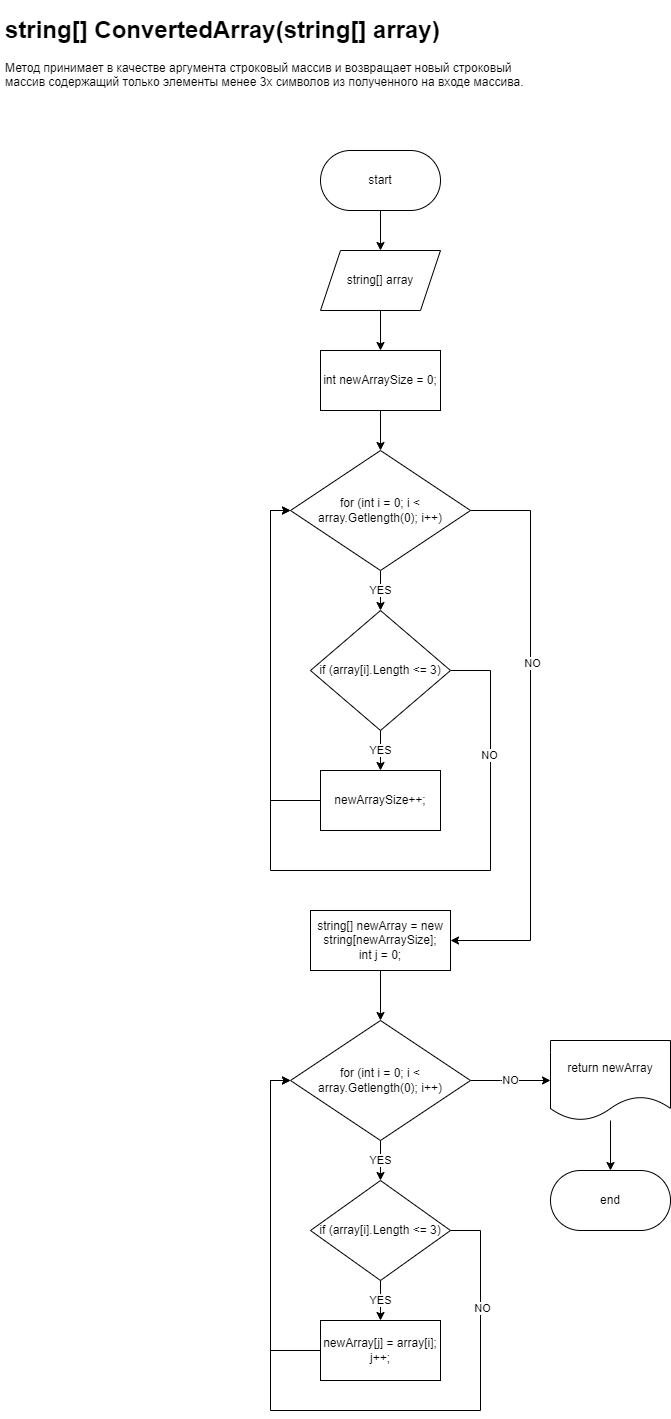 string[] ConvertedArray(string[] array)
Метод принимает в качестве аргумента строковый массив и возвращает новый строковый
массив содержащий только элементы менее 3х символов из полученного на входе массива.
start
string[] array
int newArraySize = 0;
for (int i = 0; i <
array.Getlength(0); i++)
YES
if (array[i].Length <= 3)
NO
YES
NO
newArraySize++;
string[] newArray = new
string[newArraySize];
int j = 0;
for (int i = 0; i <
array.Getlength(0); i++)
NO
return newArray
YES
end
if (array[i].Length <= 3)
YES
NO
newArray[j] = array[i];
j++;